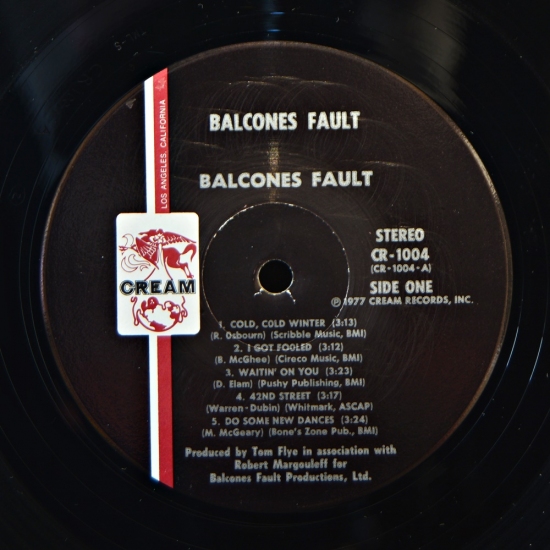 BALCONES FAULT
BALCONES FAULT
LOS ANGELES, CALIFORNIA
CREAM
STEREO
CR-1004
(CR-1004-A)
SIDE ONE
℗ 1977 CREAM RECORDS, INC.
1. COLD, COLD WINTER (3:13)
(R. Osbourn) (Scribble Music, BMI)
2. I GOT FOOLED (3:12)
(B. McGhee) (Cireco Music, BMI)
3. WAITIN' ON YOU (3:23)
(D. Elam) (Pushy Publishing, BMI)
4. 42ND STREET (3:17)
(Warren-Dubin) (Whitmark, ASCAP)
5. DO SOME NEW DANCES (3:24)
(M. McGeary) (Bone's Zone Pub., BMI)
Produced by Tom Flye in association with
Robert Margouleff for
Balcones Fault Productions, Ltd.